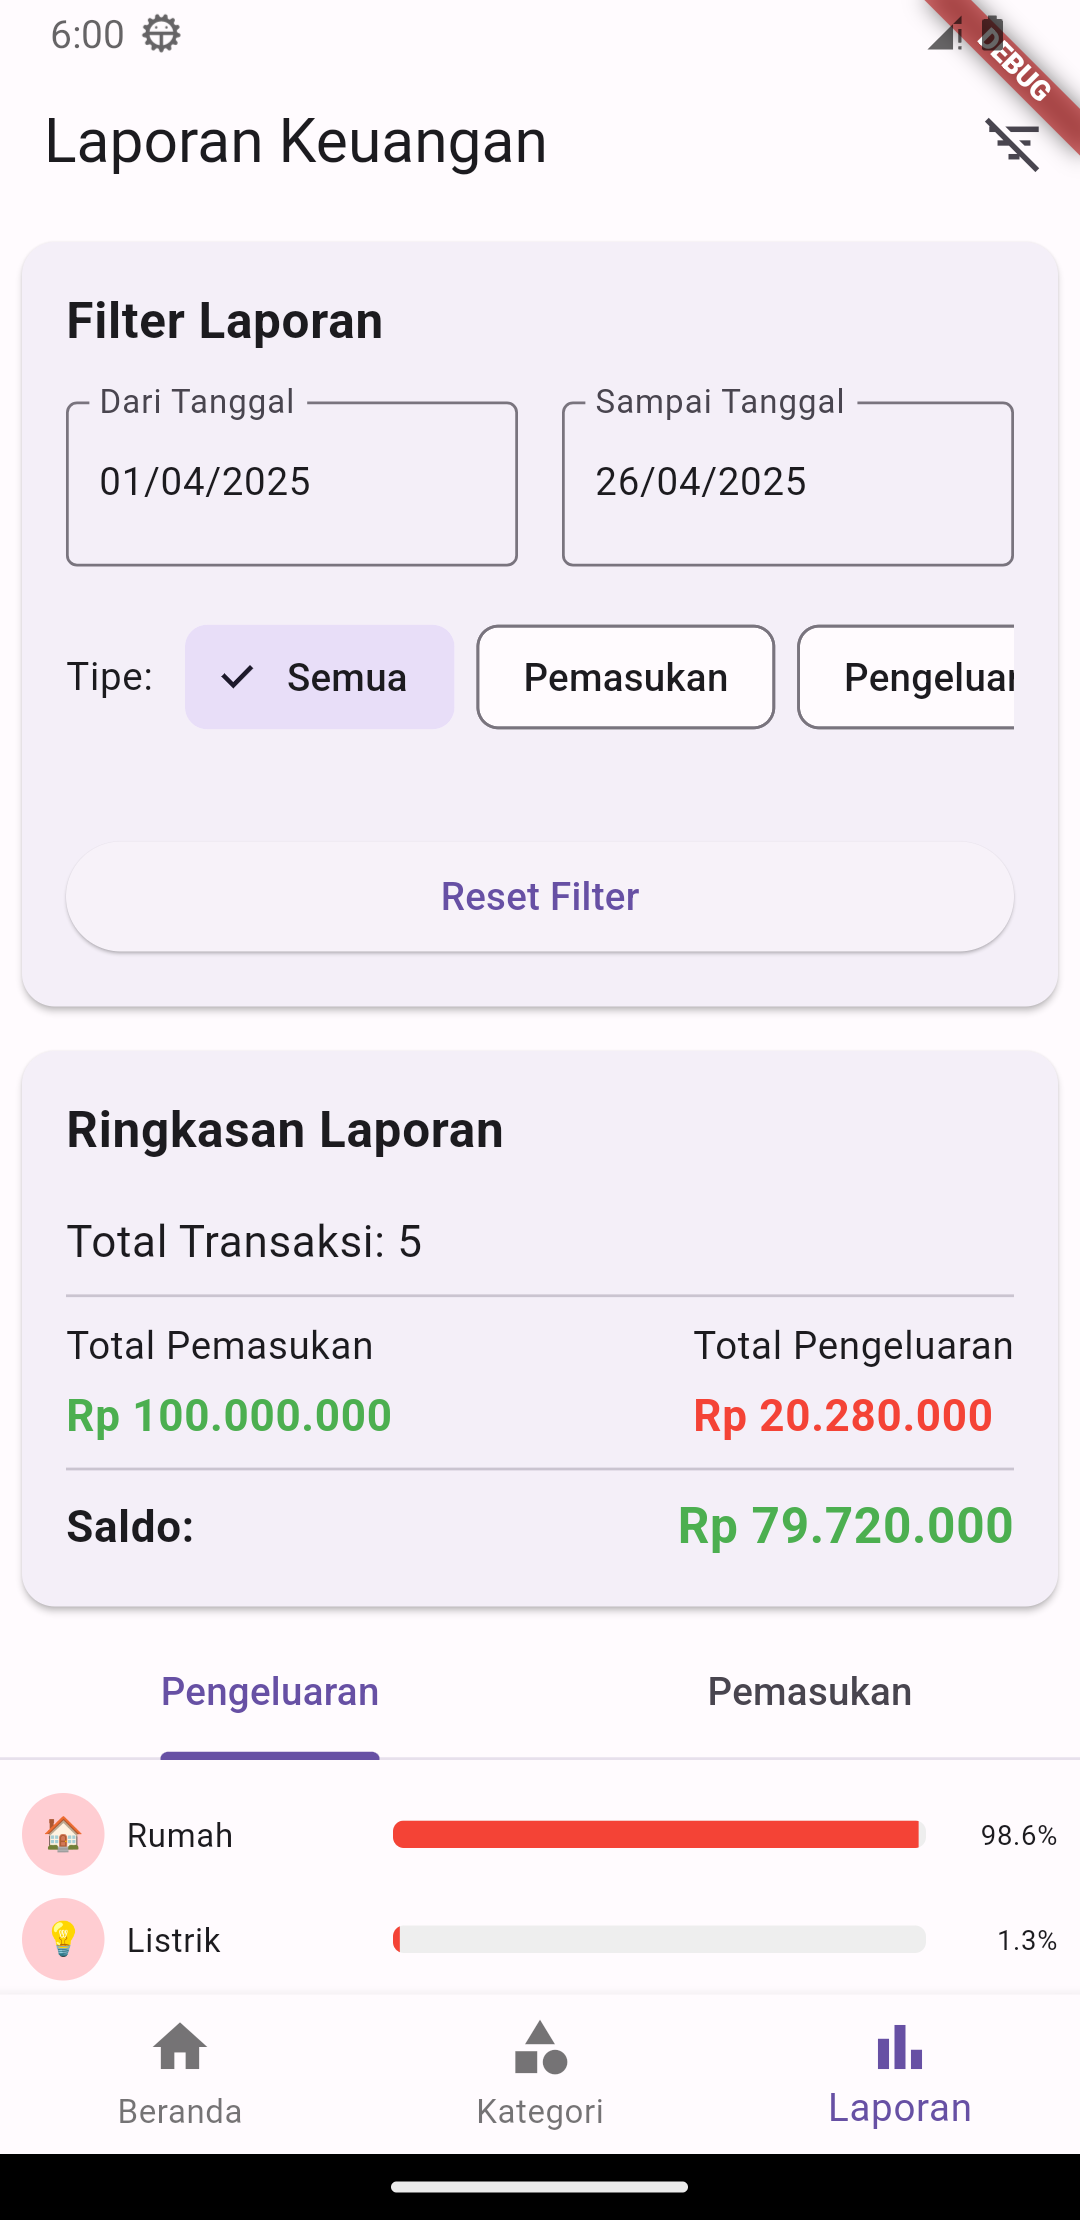 6:00
DEBUG
Laporan Keuangan
Filter Laporan
Dari Tanggal
Sampai Tanggal
01/04/2025
26/04/2025
Tipe:
Semua
Pemasukan
Pengeluar
Reset Filter
Ringkasan Laporan
Total Transaksi: 5
Total Pemasukan
Total Pengeluaran
Rp 100.000.000
Rp 20.280.000
Saldo:
Rp 79.720.000
Pengeluaran
Pemasukan
Rumah
98.6%
Listrik
1.3%
Beranda
Kategori
Laporan